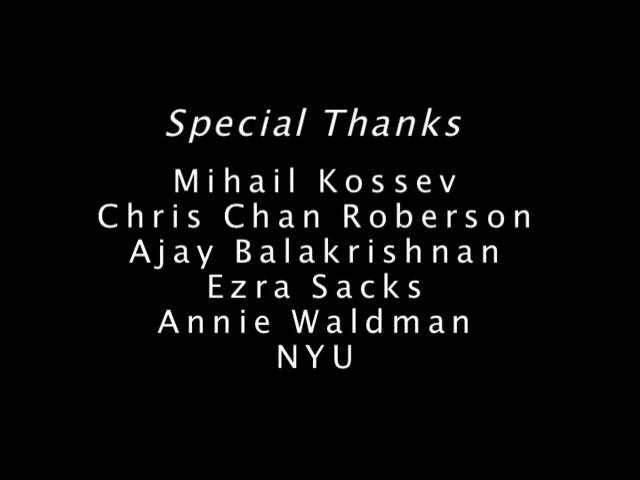 Special Thanks
Mihail Kossev
Chris Chan Roberson
Ajay Balakrishnan
Ezra Sacks
Annie Waldman
NYU